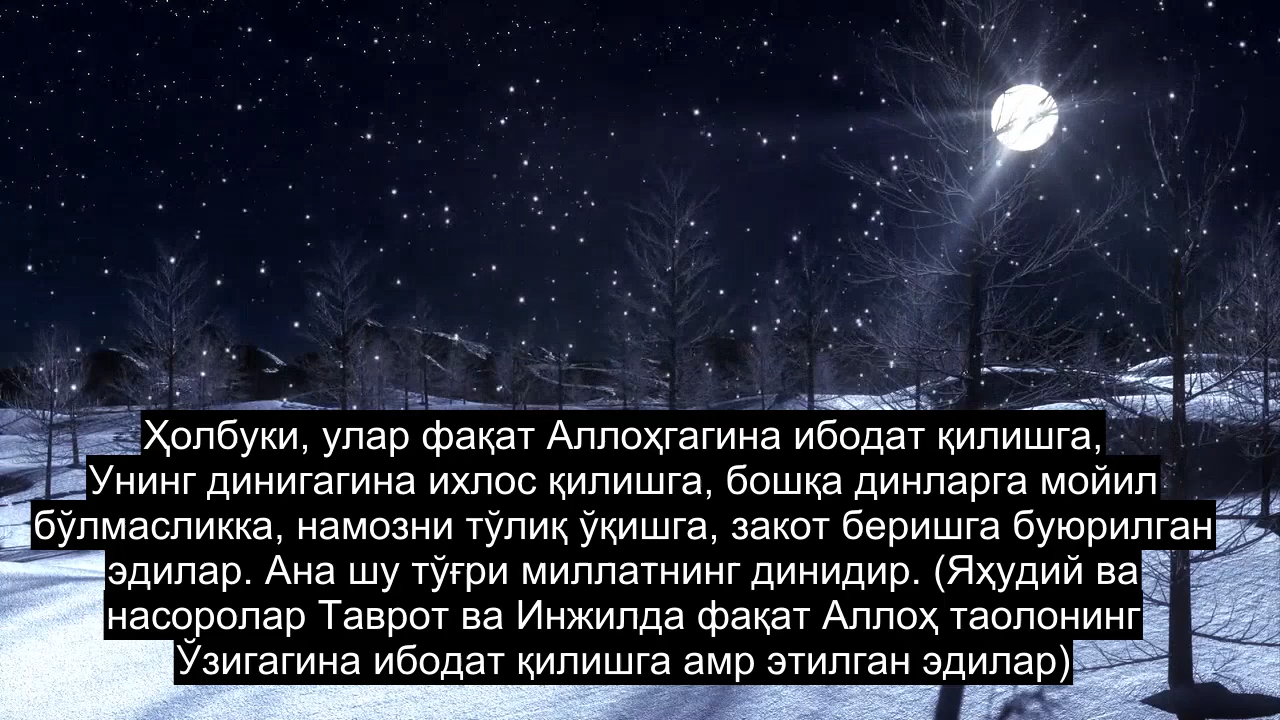 Ҳолбуки, улар фақат Аллоҳгагина ибодат қилишга,
Унинг динигагина ихлос қилишга, бошқа динларга мойил
бўлмасликка, намозни тўлиқ ўқишга, закот беришга буюрилган
эдилар. Ана шу тўғри миллатнинг динидир. (Яҳудий ва
насоролар Таврот ва Инжилда фақат Аллоҳ таолонинг
Ўзигагина ибодат қилишга амр этилган эдилар)